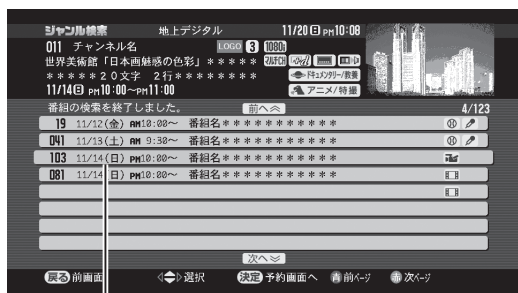 ジャンル検索 地上デジタル 11/20日 PM10:08
011 チャンネル名 LOGO 3 1080i
世界美術館「日本画魅惑の色彩」＊＊＊＊＊
＊＊＊＊＊２０文字 ２行＊＊＊＊＊＊＊＊ ドキュメンタリー/教養
11/14日 PM10:00〜PM11:00 アニメ/特撮
番組の検索を終了しました。 前へ 4/123
19 11/12(金) AM10:00〜 番組名＊＊＊＊＊＊＊＊＊＊＊
041 11/13(土) AM 9:30〜 番組名＊＊＊＊＊＊＊＊＊＊＊
103 11/14(日) PM10:00〜 番組名＊＊＊＊＊＊＊＊＊＊＊
081 11/14(日) PM10:00〜 番組名＊＊＊＊＊＊＊＊＊＊＊
次へ
戻る 前画面 選択 決定 予約画面へ 青 前ページ 赤 次ページ